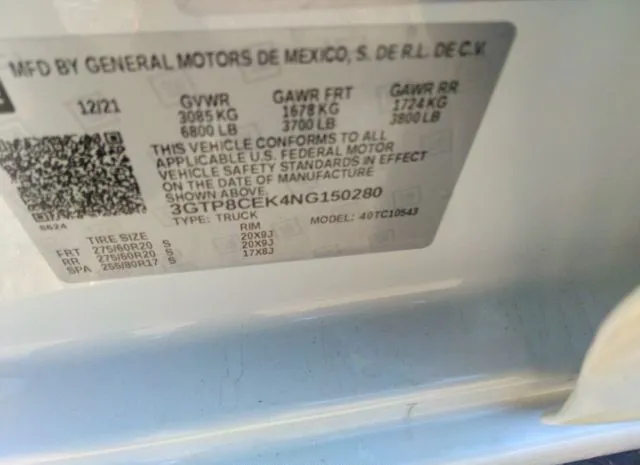 MFD BY GENERAL MOTORS DE MEXICO, S. DE R.L. DE C.V.
12/21 GVWR GAWR FRT GAWR RR
3085 KG 1678 KG 1724 KG
6800 LB 3700 LB 3800 LB
THIS VEHICLE CONFORMS TO ALL
APPLICABLE U.S. FEDERAL MOTOR
VEHICLE SAFETY STANDARDS IN EFFECT
ON THE DATE OF MANUFACTURE
SHOWN ABOVE.
3GTP8CEK4NG150280
TYPE: TRUCK MODEL: 40TC10543
6624
TIRE SIZE RIM
FRT 275/60R20 S 20X9J
RR 275/60R20 S 20X9J
SPA 255/80R17 S 17X8J